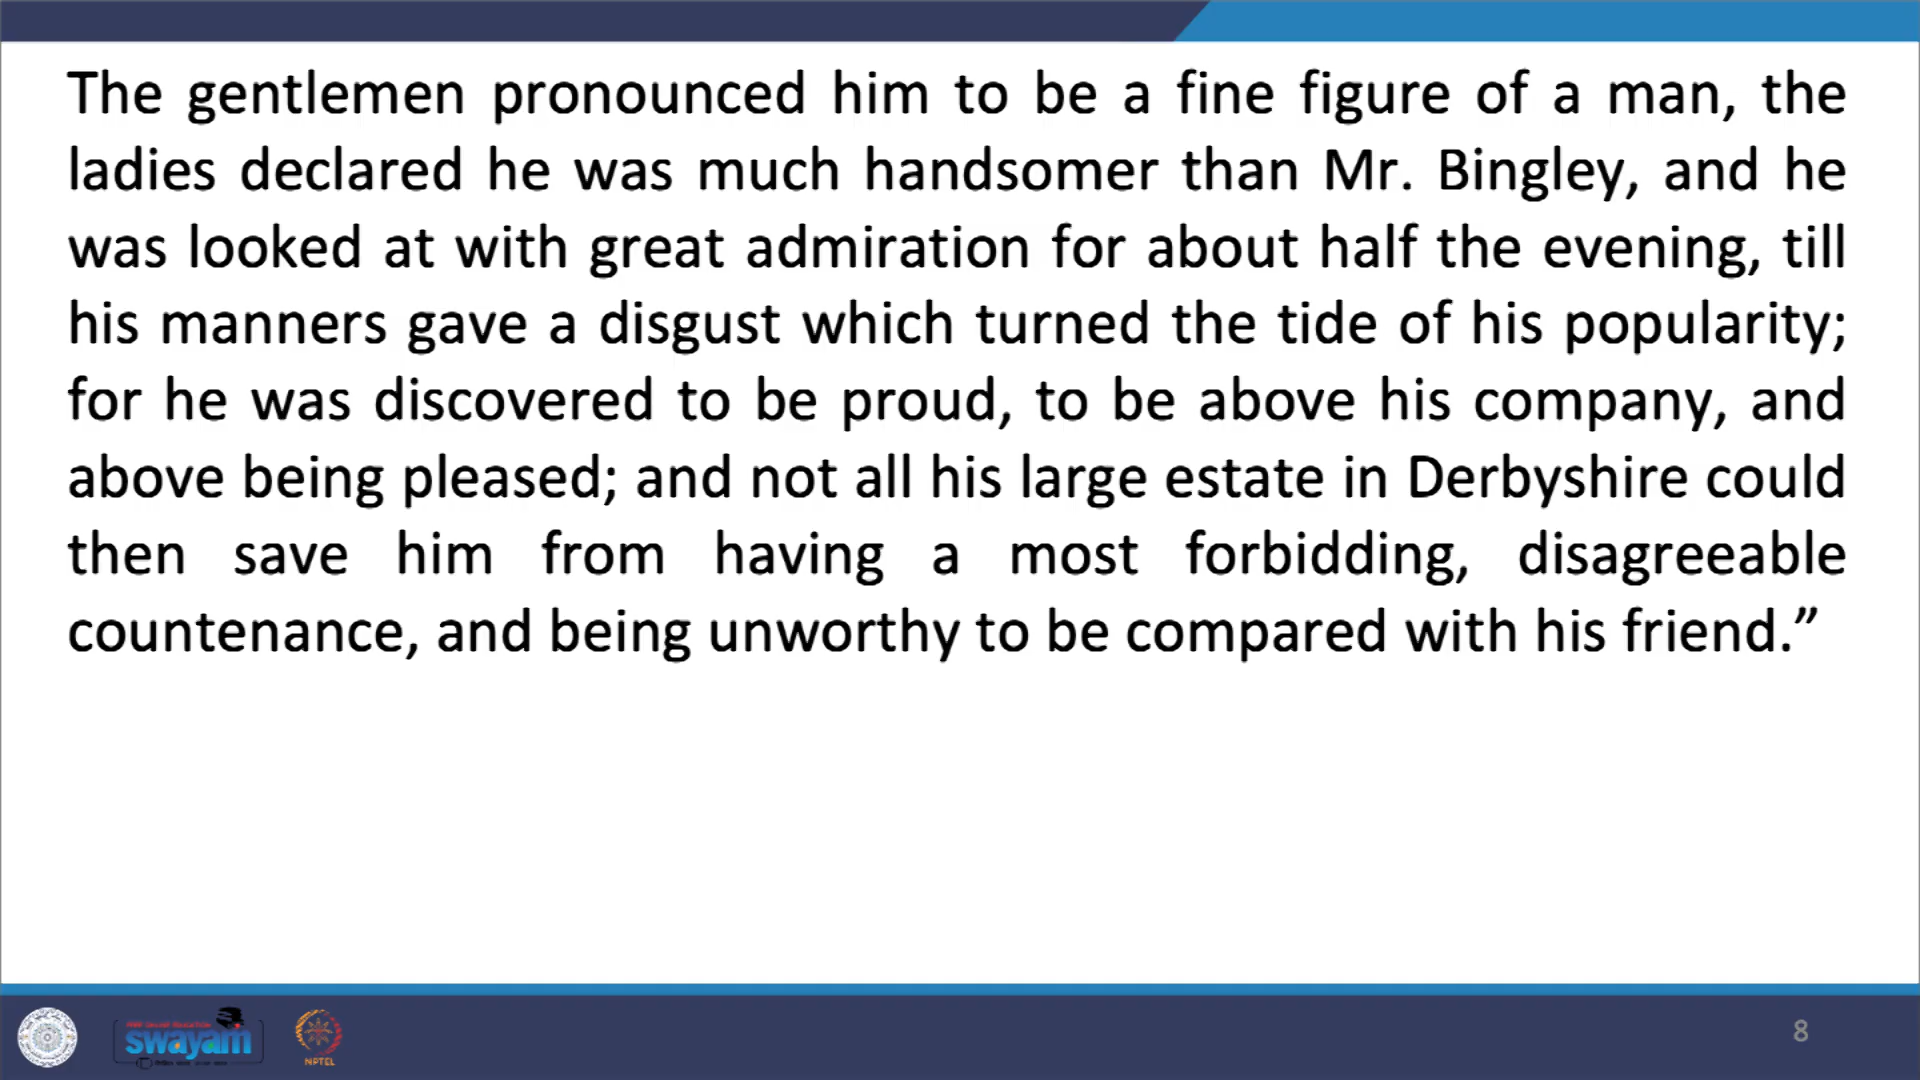 The gentlemen pronounced him to be a fine figure of a man, the
ladies declared he was much handsomer than Mr. Bingley, and he
was looked at with great admiration for about half the evening, till
his manners gave a disgust which turned the tide of his popularity;
for he was discovered to be proud, to be above his company, and
above being pleased; and not all his large estate in Derbyshire could
then save him from having a most forbidding, disagreeable
countenance, and being unworthy to be compared with his friend.”
swayam
NPTEL
8